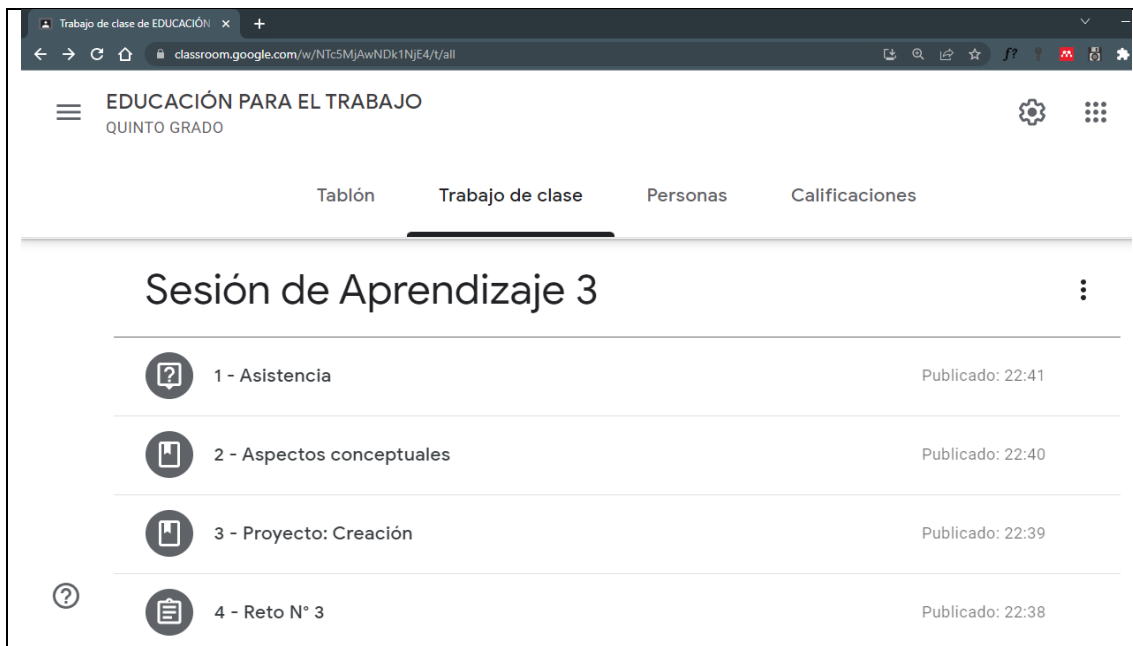 Trabajo de clase de EDUCACIÓN
classroom.google.com/w/NTc5MjAwNDk1NjE4/t/all
f?
EDUCACIÓN PARA EL TRABAJO
QUINTO GRADO
Tablón Trabajo de clase Personas Calificaciones
Sesión de Aprendizaje 3
1 - Asistencia Publicado: 22:41
2 - Aspectos conceptuales Publicado: 22:40
3 - Proyecto: Creación Publicado: 22:39
4 - Reto N° 3 Publicado: 22:38